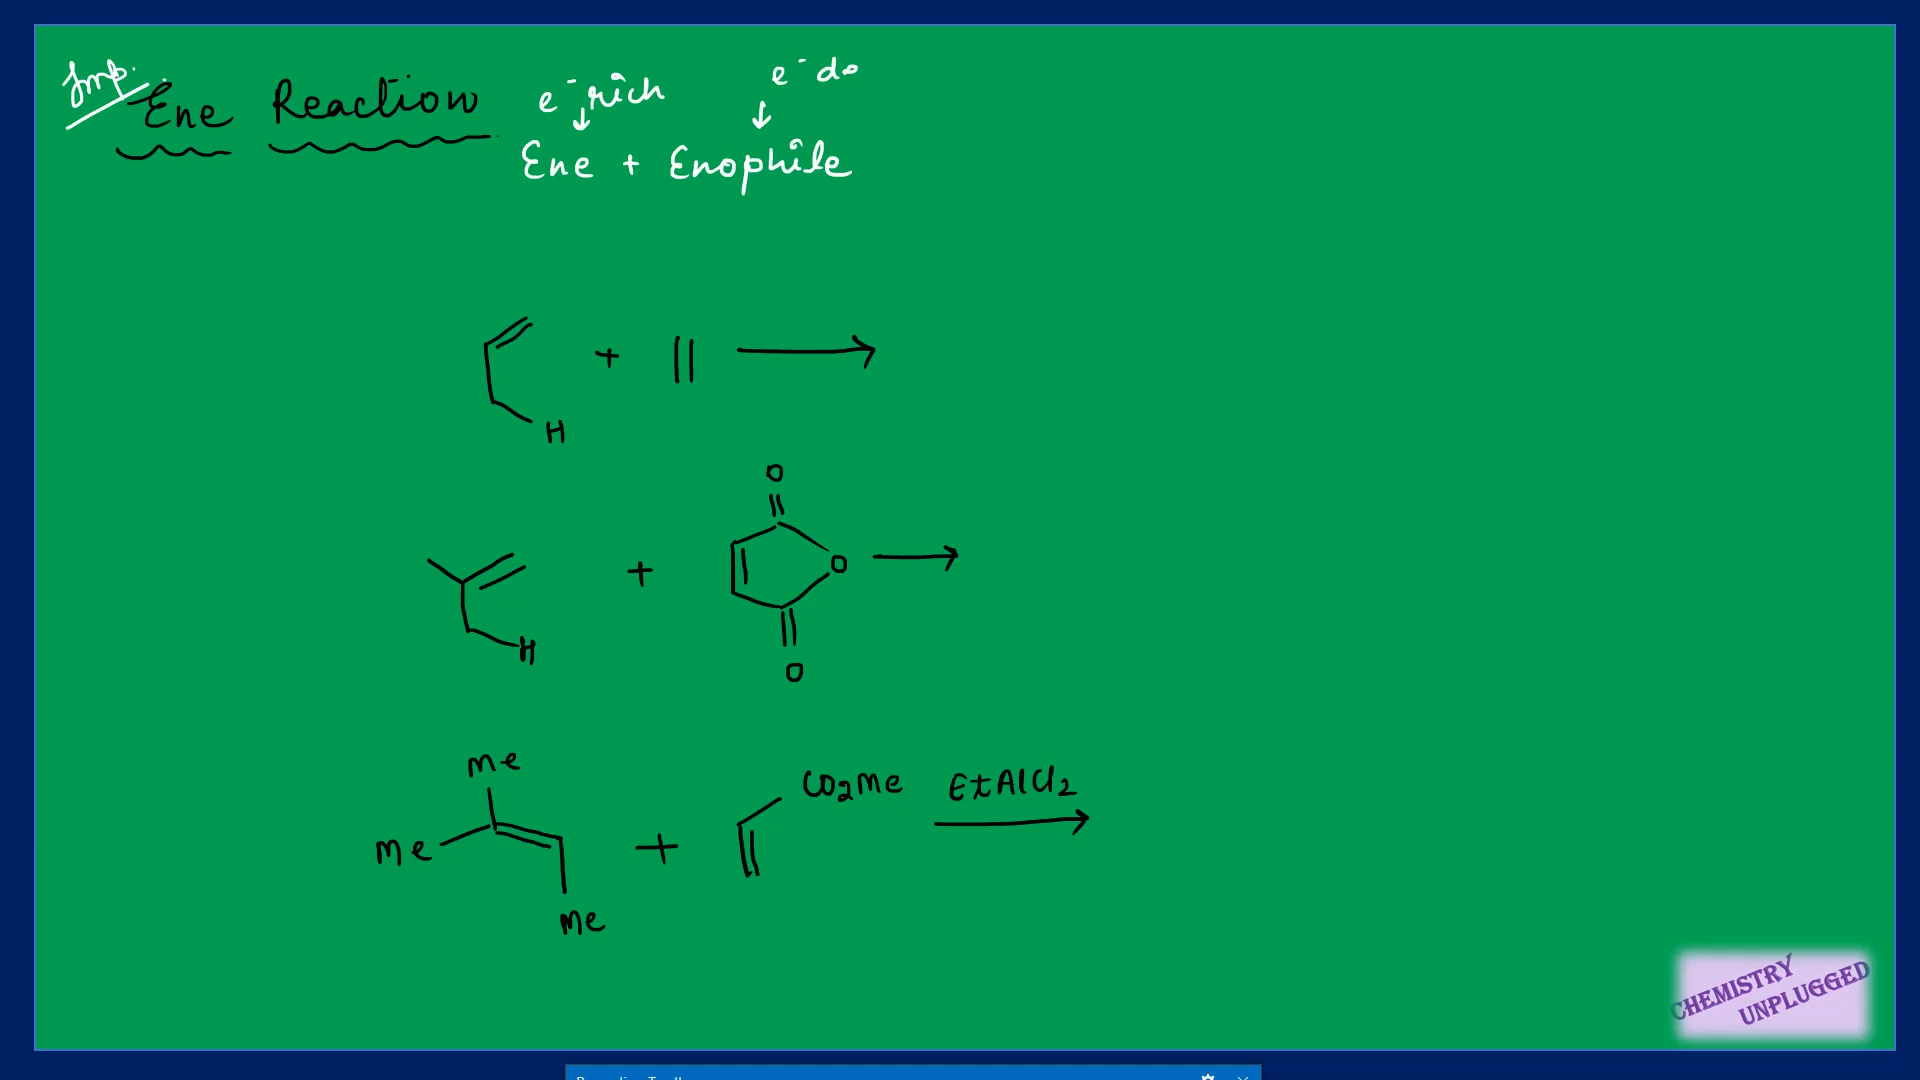 Imp.
Ene Reaction
e⁻ rich e⁻ de
Ene + Enophile
+ ||
H
O
+ O
H
O
Me
CO2Me EtAlCl2
Me +
Me
CHEMISTRY
UNPLUGGED